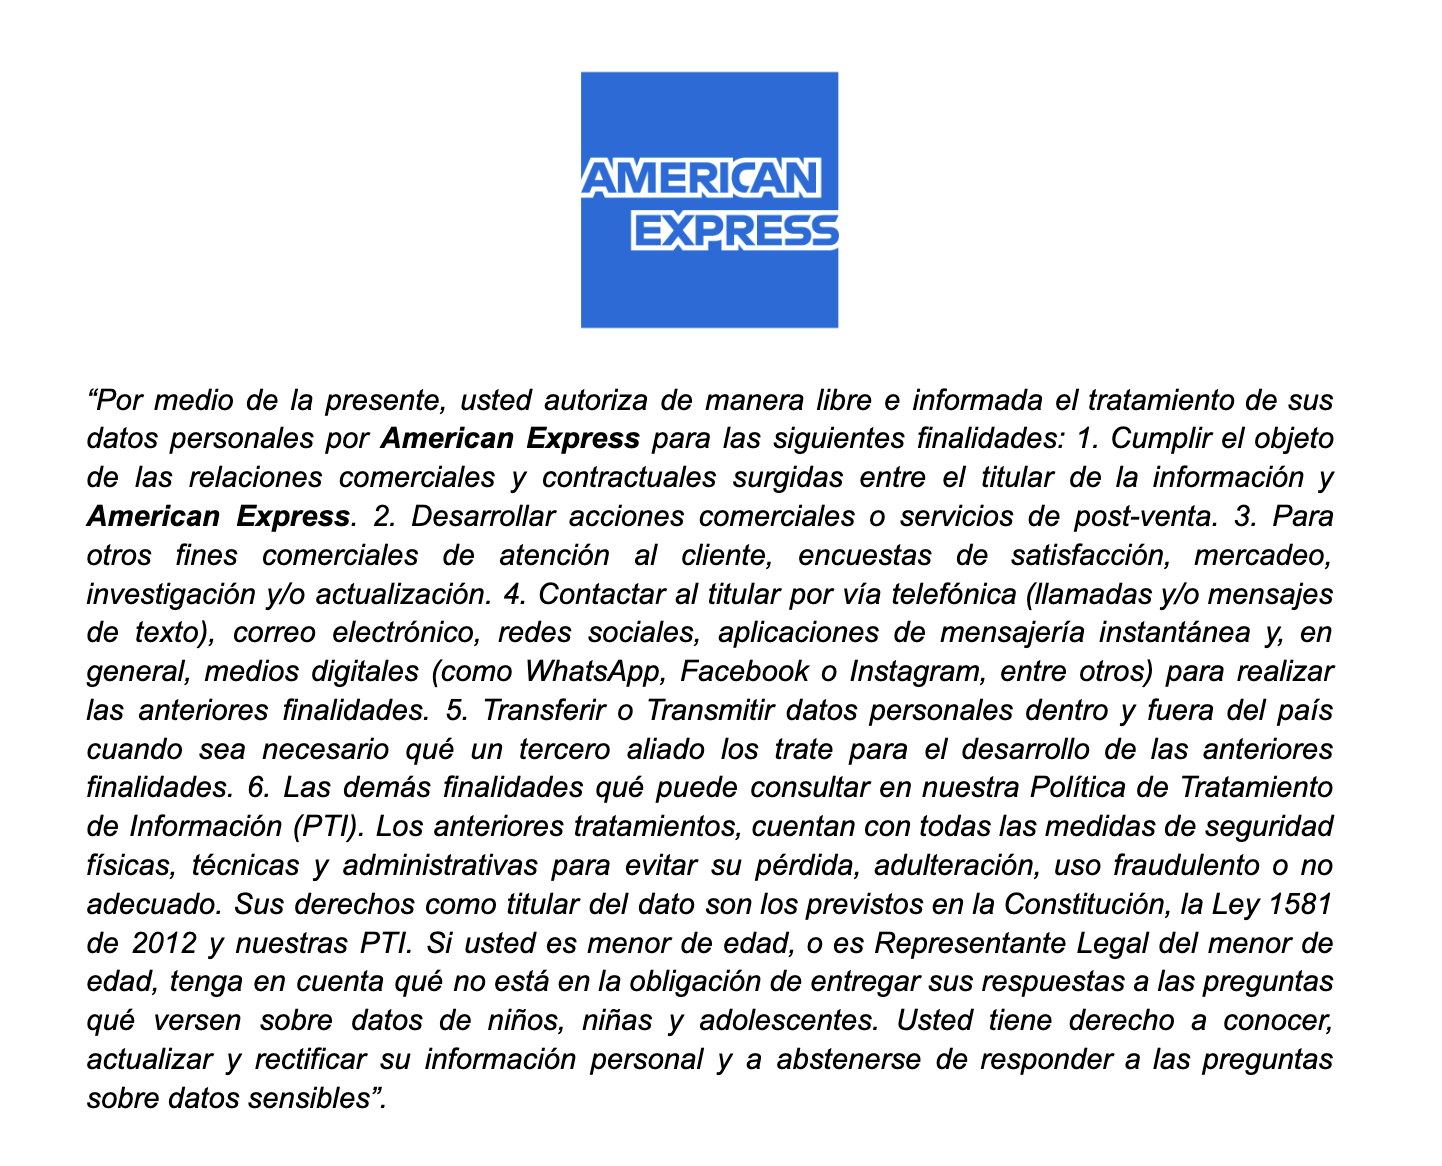 AMERICAN
EXPRESS
“Por medio de la presente, usted autoriza de manera libre e informada el tratamiento de sus
datos personales por American Express para las siguientes finalidades: 1. Cumplir el objeto
de las relaciones comerciales y contractuales surgidas entre el titular de la información y
American Express. 2. Desarrollar acciones comerciales o servicios de post-venta. 3. Para
otros fines comerciales de atención al cliente, encuestas de satisfacción, mercadeo,
investigación y/o actualización. 4. Contactar al titular por vía telefónica (llamadas y/o mensajes
de texto), correo electrónico, redes sociales, aplicaciones de mensajería instantánea y, en
general, medios digitales (como WhatsApp, Facebook o Instagram, entre otros) para realizar
las anteriores finalidades. 5. Transferir o Transmitir datos personales dentro y fuera del país
cuando sea necesario qué un tercero aliado los trate para el desarrollo de las anteriores
finalidades. 6. Las demás finalidades qué puede consultar en nuestra Política de Tratamiento
de Información (PTI). Los anteriores tratamientos, cuentan con todas las medidas de seguridad
físicas, técnicas y administrativas para evitar su pérdida, adulteración, uso fraudulento o no
adecuado. Sus derechos como titular del dato son los previstos en la Constitución, la Ley 1581
de 2012 y nuestras PTI. Si usted es menor de edad, o es Representante Legal del menor de
edad, tenga en cuenta qué no está en la obligación de entregar sus respuestas a las preguntas
qué versen sobre datos de niños, niñas y adolescentes. Usted tiene derecho a conocer,
actualizar y rectificar su información personal y a abstenerse de responder a las preguntas
sobre datos sensibles”.